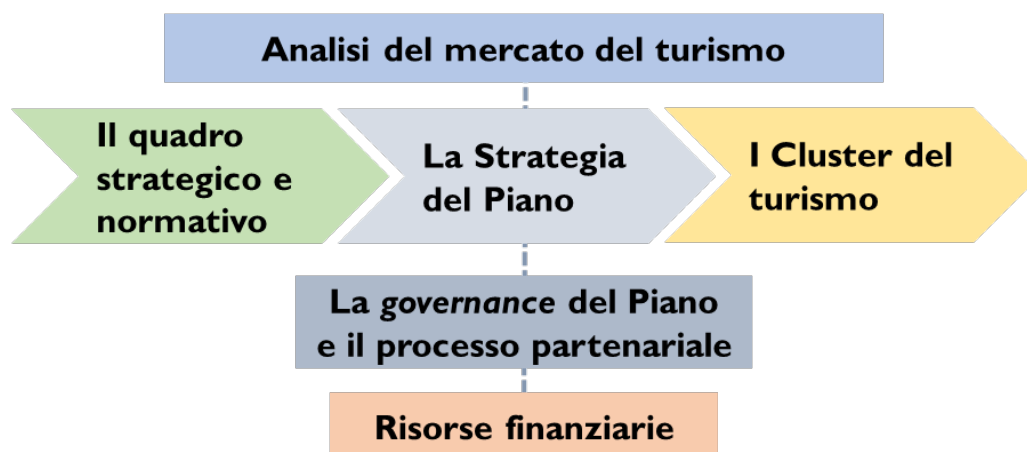 Analisi del mercato del turismo
Il quadro
strategico e
normativo
La Strategia
del Piano
I Cluster del
turismo
La governance del Piano
e il processo partenariale
Risorse finanziarie